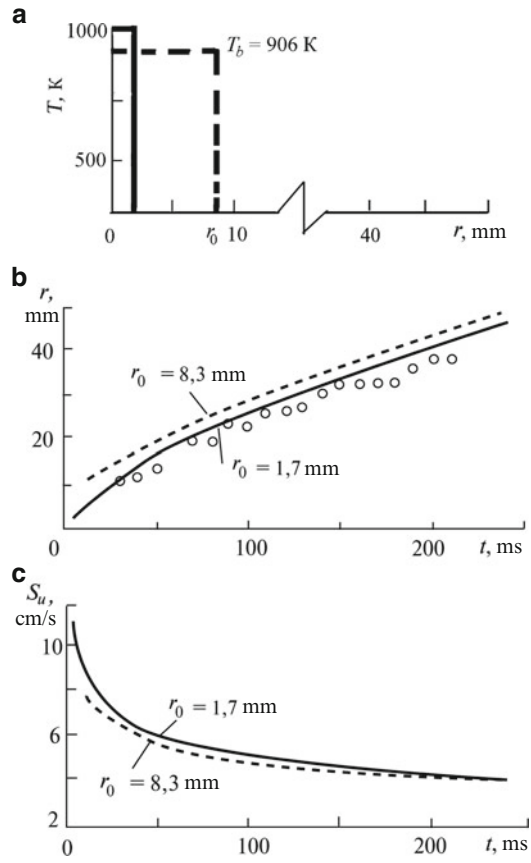 a
1000
T_b = 906 K
T, K
500
0
r_0
10
40
r, mm
b
r,
mm
40
r_0 = 8,3 mm
20
r_0 = 1,7 mm
0
100
200
t, ms
c
S_u,
cm/s
10
r_0 = 1,7 mm
6
r_0 = 8,3 mm
2
0
100
200
t, ms